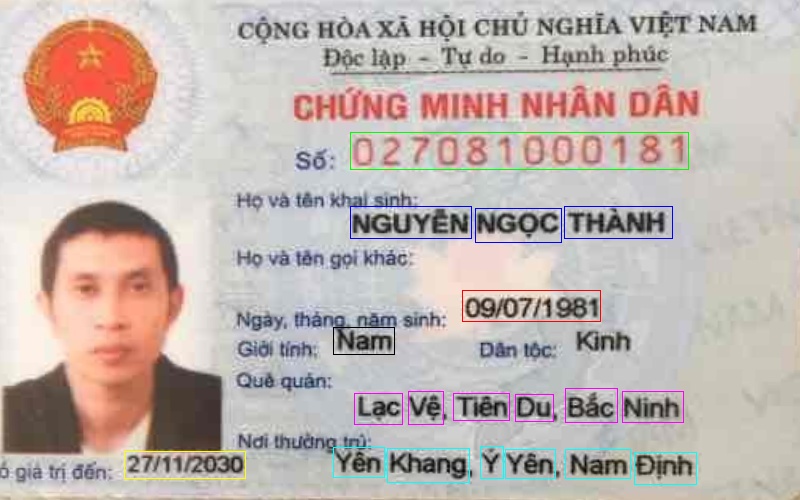 CỘNG HÒA XÃ HỘI CHỦ NGHĨA VIỆT NAM
Độc lập - Tự do - Hạnh phúc
CHỨNG MINH NHÂN DÂN
Số: 027081000181
Họ và tên khai sinh:
NGUYỄN NGỌC THÀNH
Họ và tên gọi khác:
Ngày, tháng, năm sinh: 09/07/1981
Giới tính: Nam Dân tộc: Kinh
Quê quán:
Lạc Vệ, Tiên Du, Bắc Ninh
Nơi thường trú:
ó giá trị đến: 27/11/2030 Yên Khang, Ý Yên, Nam Định